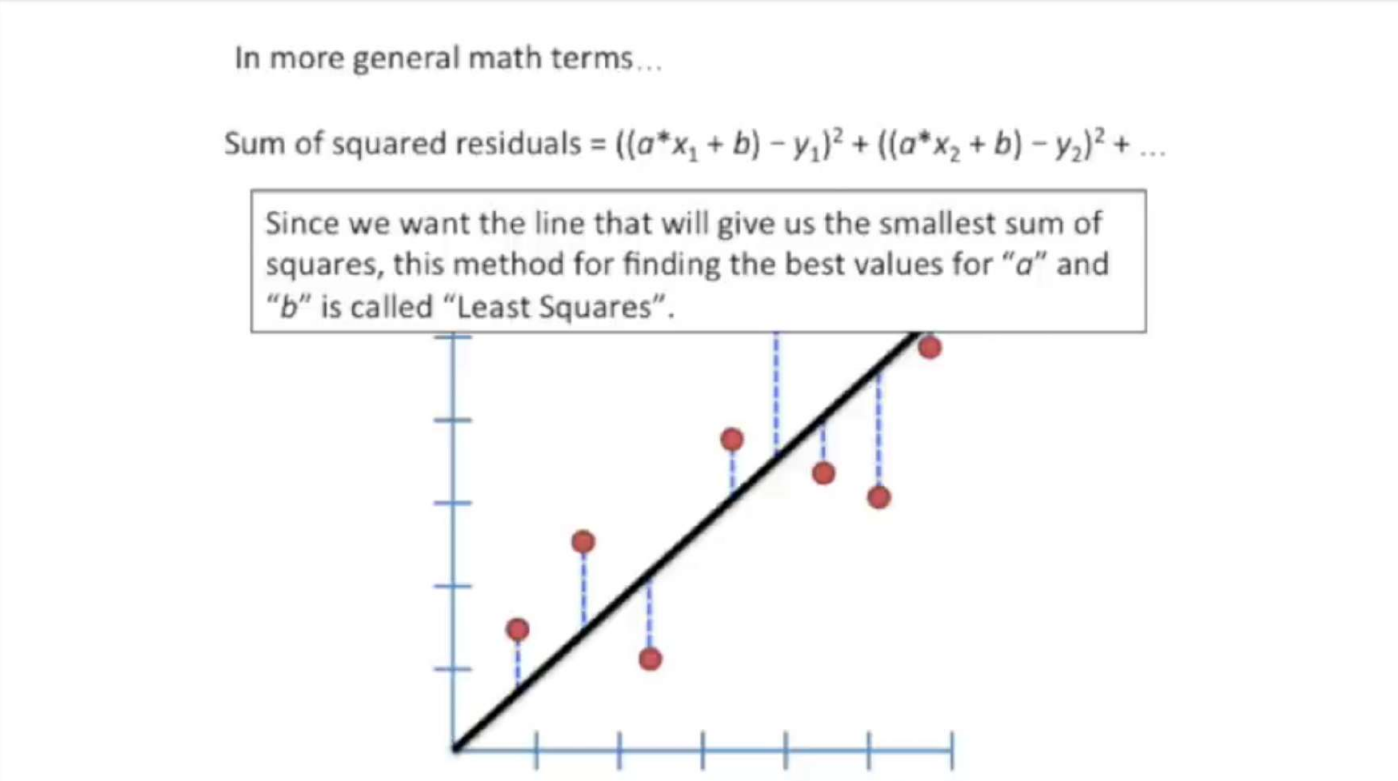 In more general math terms…
Sum of squared residuals = ((a*x₁ + b) – y₁)² + ((a*x₂ + b) – y₂)² + …
Since we want the line that will give us the smallest sum of
squares, this method for finding the best values for “a” and
“b” is called “Least Squares”.